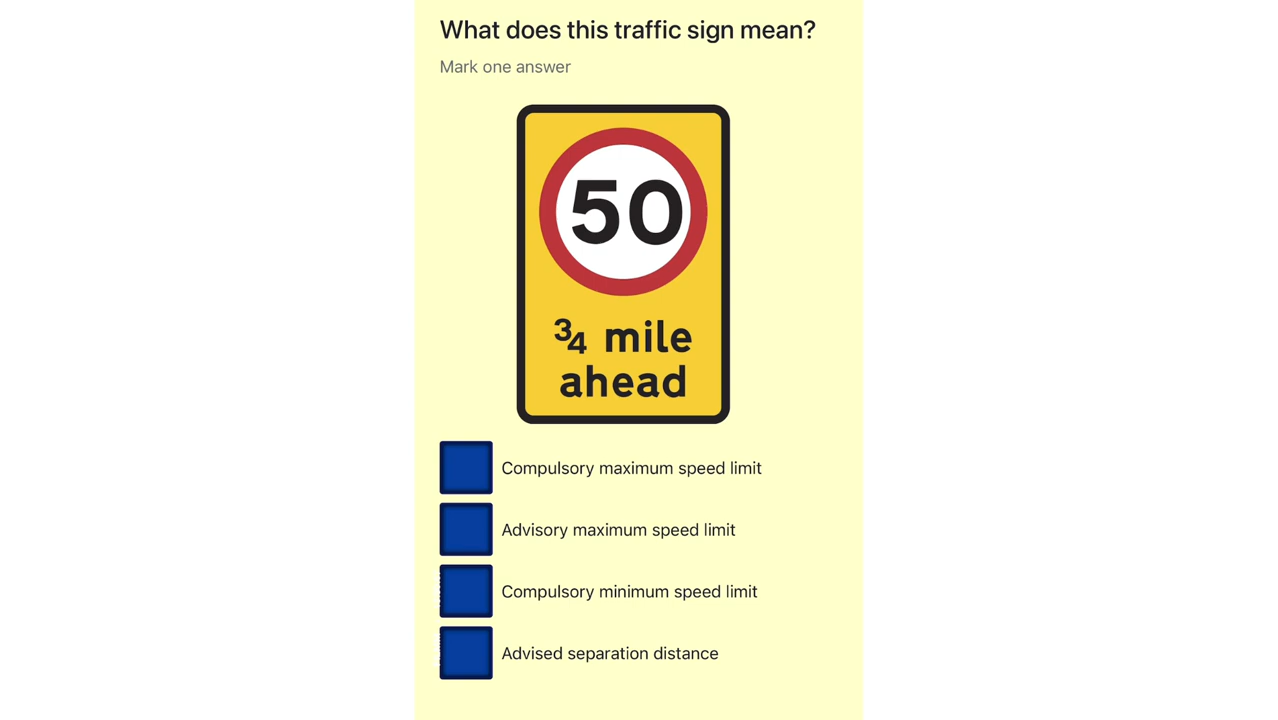 What does this traffic sign mean?
Mark one answer
50
¾ mile
ahead
Compulsory maximum speed limit
Advisory maximum speed limit
Compulsory minimum speed limit
Advised separation distance